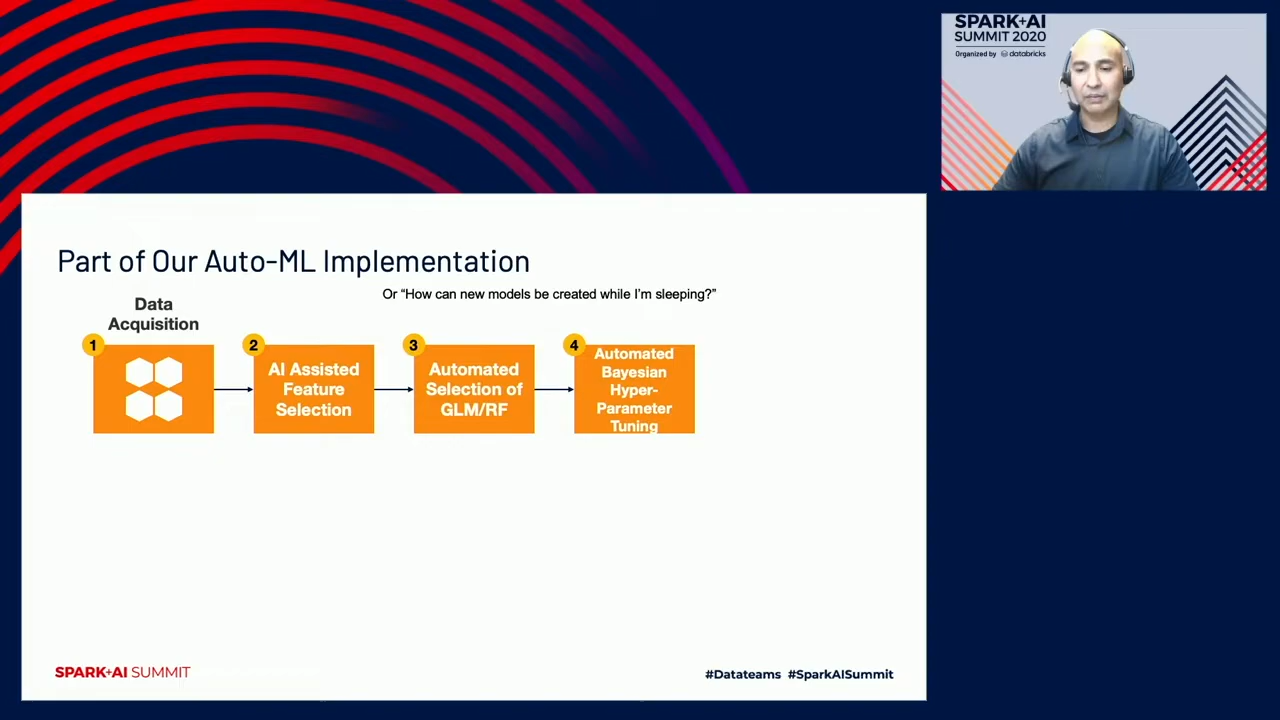 SPARK+AI
SUMMIT 2020
Organized by databricks
Part of Our Auto-ML Implementation
Or “How can new models be created while I’m sleeping?”
Data
Acquisition
1
2
AI Assisted
Feature
Selection
3
Automated
Selection of
GLM/RF
4
Automated
Bayesian
Hyper-
Parameter
Tuning
SPARK+AI SUMMIT
#Datateams #SparkAISummit